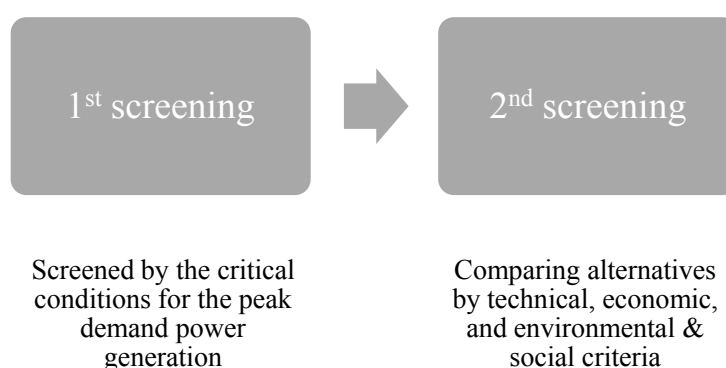 1st screening
2nd screening
Screened by the critical
conditions for the peak
demand power
generation
Comparing alternatives
by technical, economic,
and environmental &
social criteria